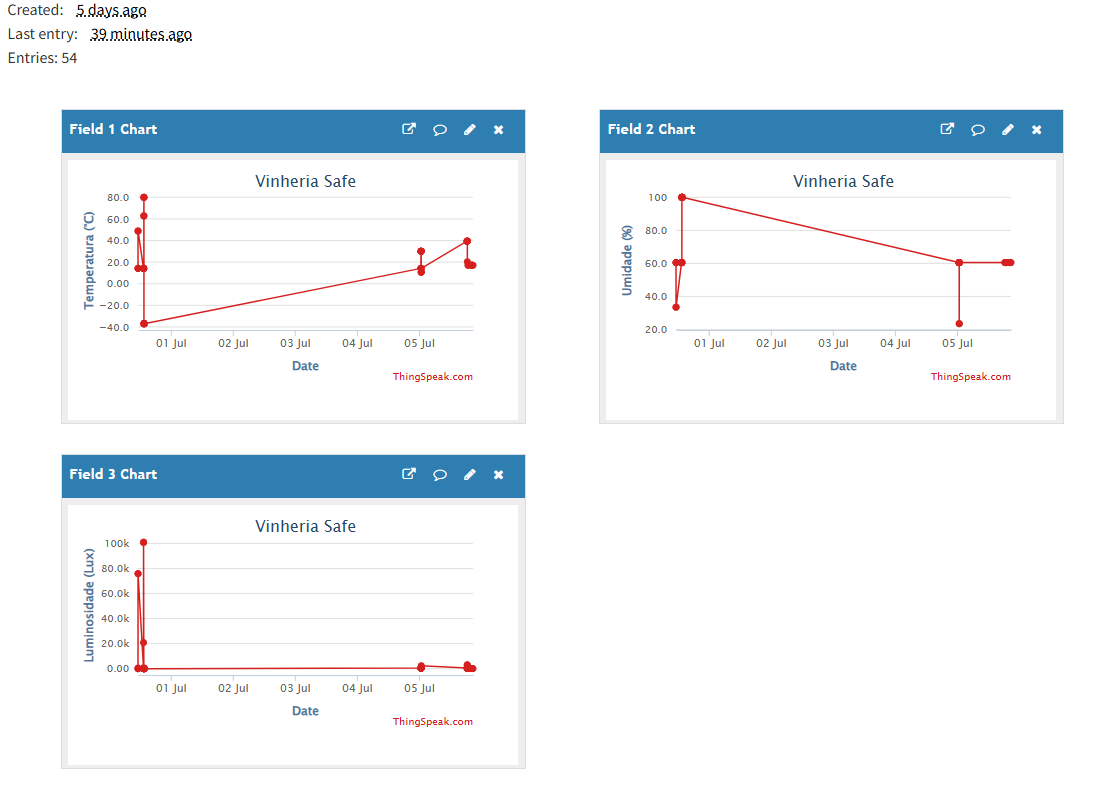 Created: 5 days ago
Last entry: 39 minutes ago
Entries: 54
Field 1 Chart
Vinheria Safe
80.0
60.0
40.0
20.0
0.00
−20.0
−40.0
Temperatura (°C)
01 Jul 02 Jul 03 Jul 04 Jul 05 Jul
Date
ThingSpeak.com
Field 2 Chart
Vinheria Safe
100
80.0
60.0
40.0
20.0
Umidade (%)
01 Jul 02 Jul 03 Jul 04 Jul 05 Jul
Date
ThingSpeak.com
Field 3 Chart
Vinheria Safe
100k
80.0k
60.0k
40.0k
20.0k
0.00
Luminosidade (Lux)
01 Jul 02 Jul 03 Jul 04 Jul 05 Jul
Date
ThingSpeak.com